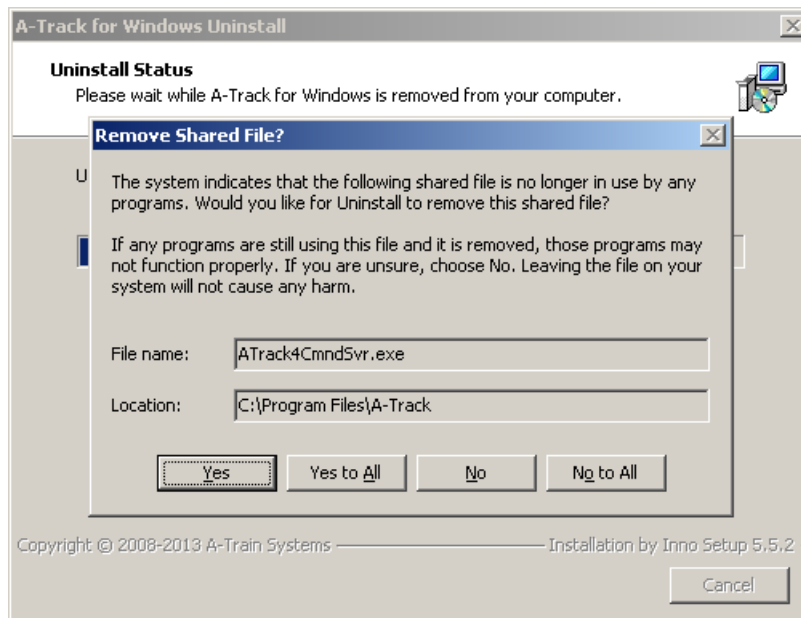 A-Track for Windows Uninstall
Uninstall Status
Please wait while A-Track for Windows is removed from your computer.
Remove Shared File?
U
The system indicates that the following shared file is no longer in use by any
programs. Would you like for Uninstall to remove this shared file?
If any programs are still using this file and it is removed, those programs may
not function properly. If you are unsure, choose No. Leaving the file on your
system will not cause any harm.
File name: ATrack4CmndSvr.exe
Location: C:\Program Files\A-Track
Yes Yes to All No No to All
Copyright © 2008-2013 A-Train Systems Installation by Inno Setup 5.5.2
Cancel